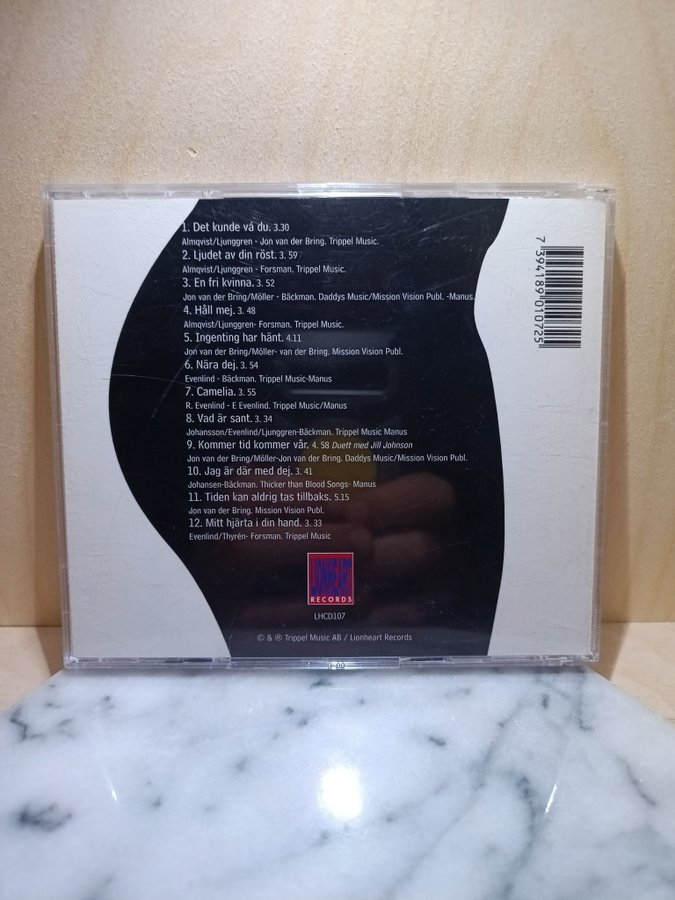 1. Det kunde vá du. 3.30
Almqvist/Ljunggren - Jon van der Bring. Trippel Music.
2. Ljudet av din röst. 3. 59
Almqvist/Ljunggren - Forsman. Trippel Music.
3. En fri kvinna. 3. 52
Jon van der Bring/Möller - Bäckman. Daddys Music/Mission Vision Publ. -Manus.
4. Håll mej. 3. 48
Almqvist/Ljunggren- Forsman. Trippel Music.
5. Ingenting har hänt. 4.11
Jon van der Bring/Möller- van der Bring. Mission Vision Publ.
6. Nära dej. 3. 54
Evenlind - Bäckman. Trippel Music-Manus
7. Camelia. 3. 55
R. Evenlind - E Evenlind. Trippel Music/Manus
8. Vad är sant. 3. 34
Johansson/Evenlind/Ljunggren-Bäckman. Trippel Music Manus
9. Kommer tid kommer vår. 4. 58 Duett med Jill Johnson
Jon van der Bring/Möller-Jon van der Bring. Daddys Music/Mission Vision Publ.
10. Jag är där med dej. 3. 41
Johansen-Bäckman. Thicker than Blood Songs- Manus
11. Tiden kan aldrig tas tillbaks. 5.15
Jon van der Bring. Mission Vision Publ.
12. Mitt hjärta i din hand. 3. 33
Evenlind/Thyrén- Forsman. Trippel Music
LIONHEART
RECORDS
LHCD107
© & ℗ Trippel Music AB / Lionheart Records
7 394189 010725